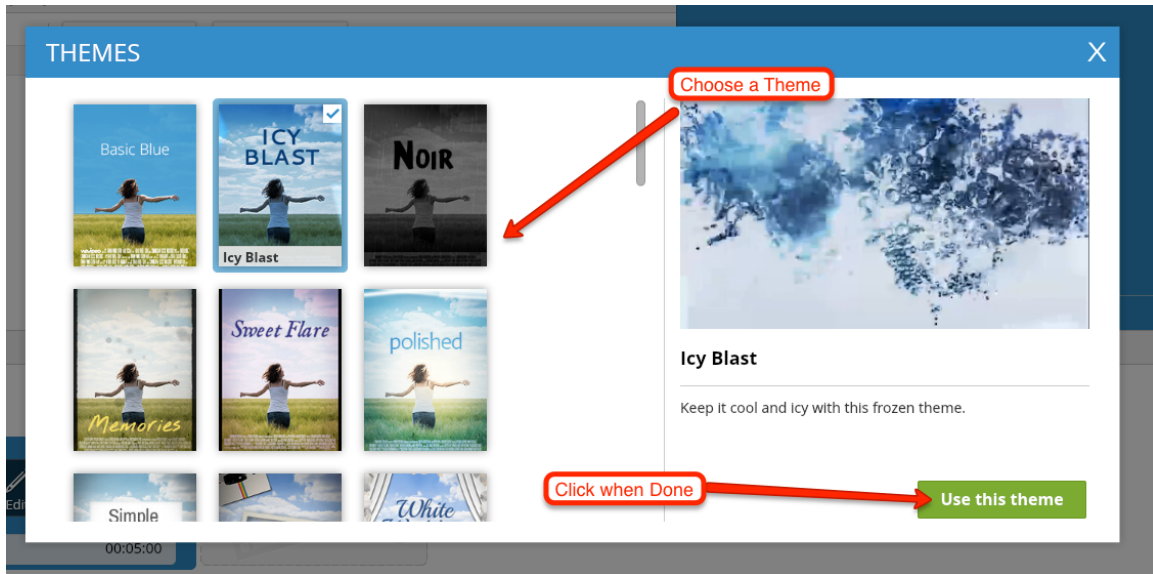 THEMES
X
Choose a Theme
Basic Blue
ICY
BLAST
NOIR
Icy Blast
Memories
Sweet Flare
polished
Icy Blast
Keep it cool and icy with this frozen theme.
Simple
White
Click when Done
Use this theme
00:05:00